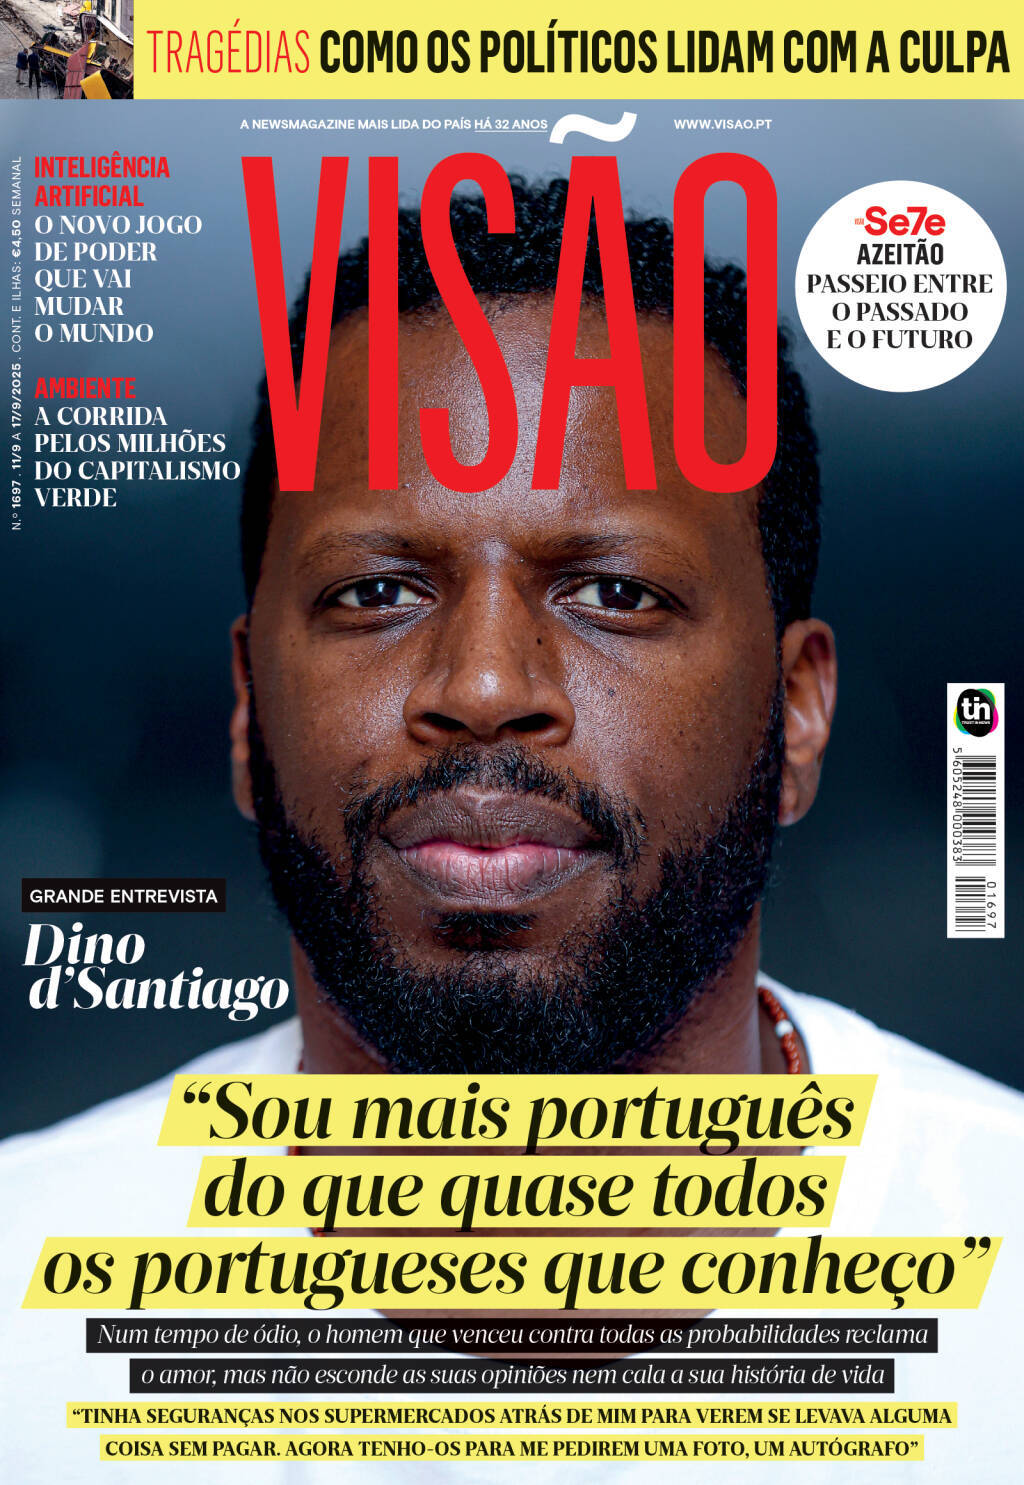 TRAGÉDIAS COMO OS POLÍTICOS LIDAM COM A CULPA
A NEWSMAGAZINE MAIS LIDA DO PAÍS HÁ 32 ANOS
WWW.VISAO.PT
VISÃO
N.º 1697 . 11/9 A 17/9/2025 . CONT. E ILHAS: €4,50 SEMANAL
INTELIGÊNCIA
ARTIFICIAL
O NOVO JOGO
DE PODER
QUE VAI
MUDAR
O MUNDO
AMBIENTE
A CORRIDA
PELOS MILHÕES
DO CAPITALISMO
VERDE
VISÃO Se7e
AZEITÃO
PASSEIO ENTRE
O PASSADO
E O FUTURO
tin
TRUST IN NEWS
5 605248 000383
01697
GRANDE ENTREVISTA
Dino
d’Santiago
“Sou mais português
do que quase todos
os portugueses que conheço”
Num tempo de ódio, o homem que venceu contra todas as probabilidades reclama
o amor, mas não esconde as suas opiniões nem cala a sua história de vida
“TINHA SEGURANÇAS NOS SUPERMERCADOS ATRÁS DE MIM PARA VEREM SE LEVAVA ALGUMA
COISA SEM PAGAR. AGORA TENHO-OS PARA ME PEDIREM UMA FOTO, UM AUTÓGRAFO”